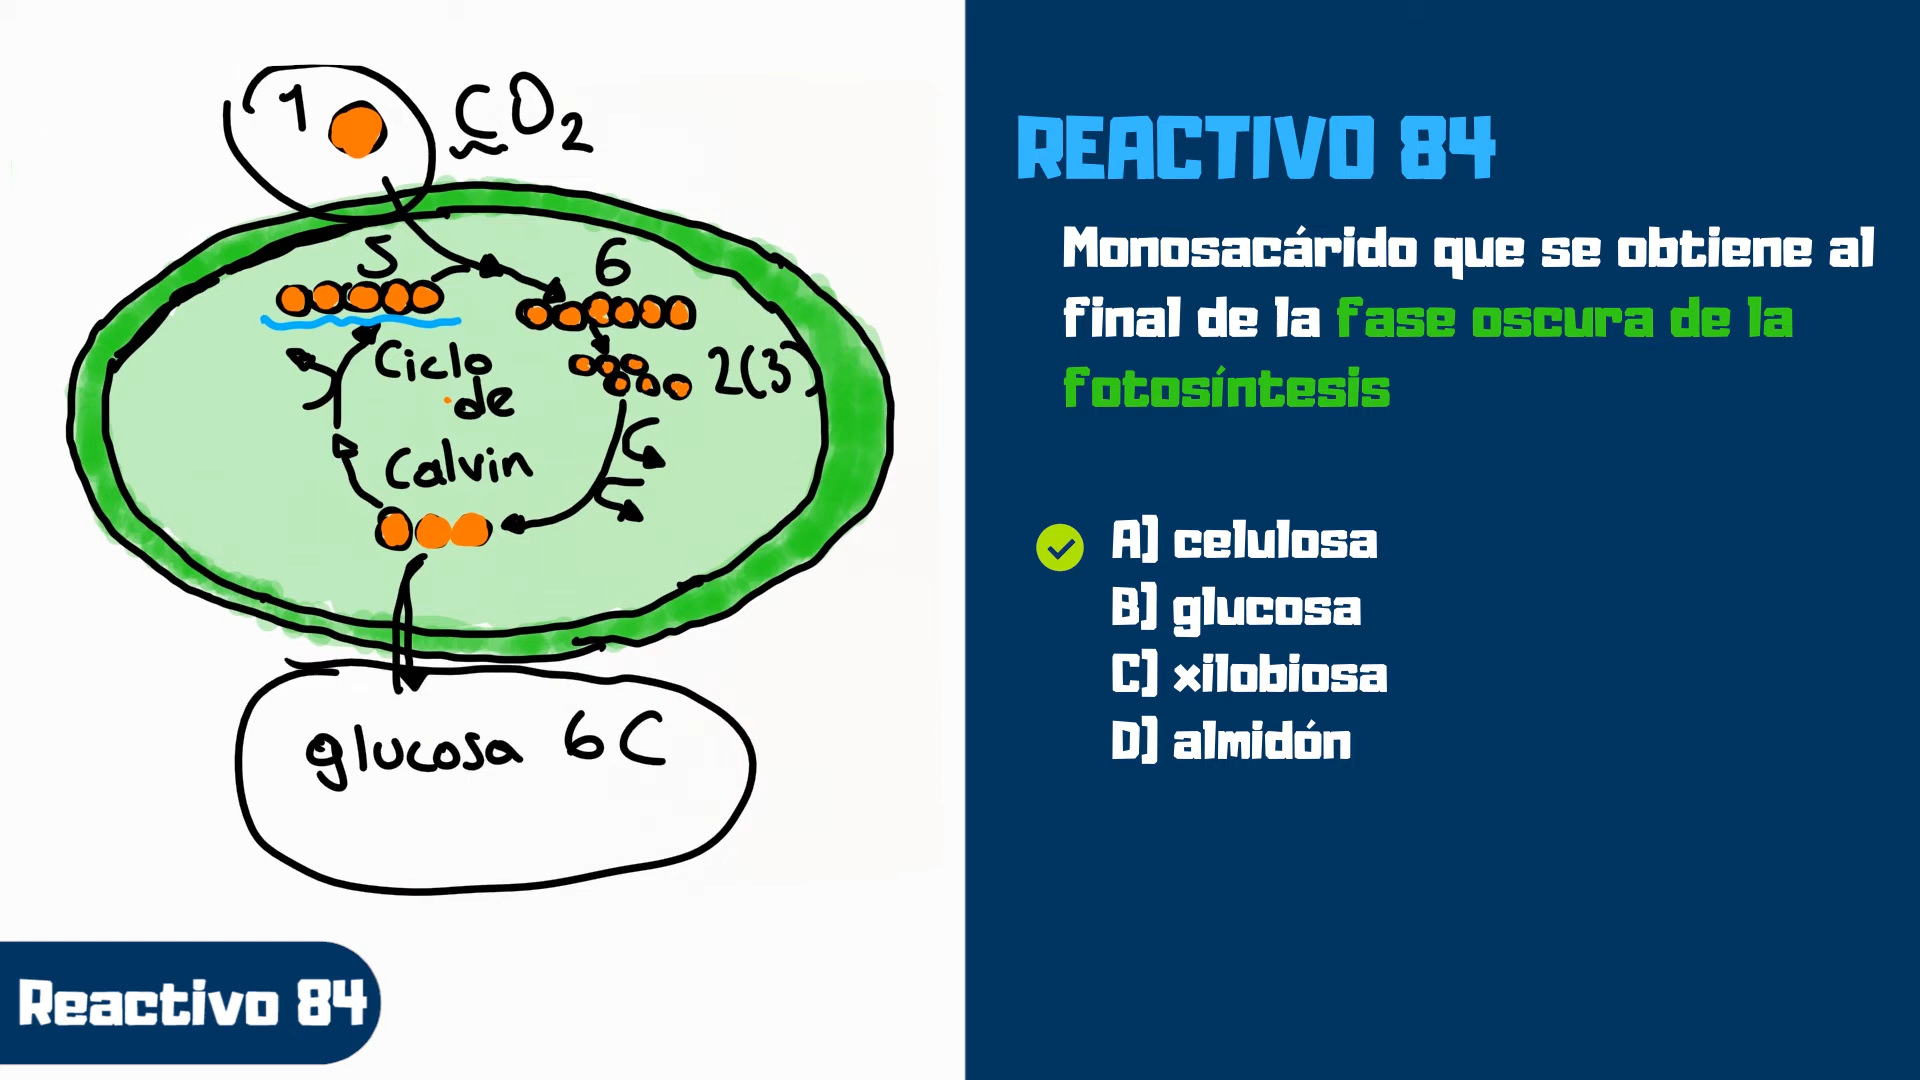 1 CO2
5
6
Ciclo
de
Calvin
2(3)
glucosa 6C
Reactivo 84
REACTIVO 84
Monosacárido que se obtiene al
final de la fase oscura de la
fotosíntesis
A) celulosa
B) glucosa
C) xilobiosa
D) almidón